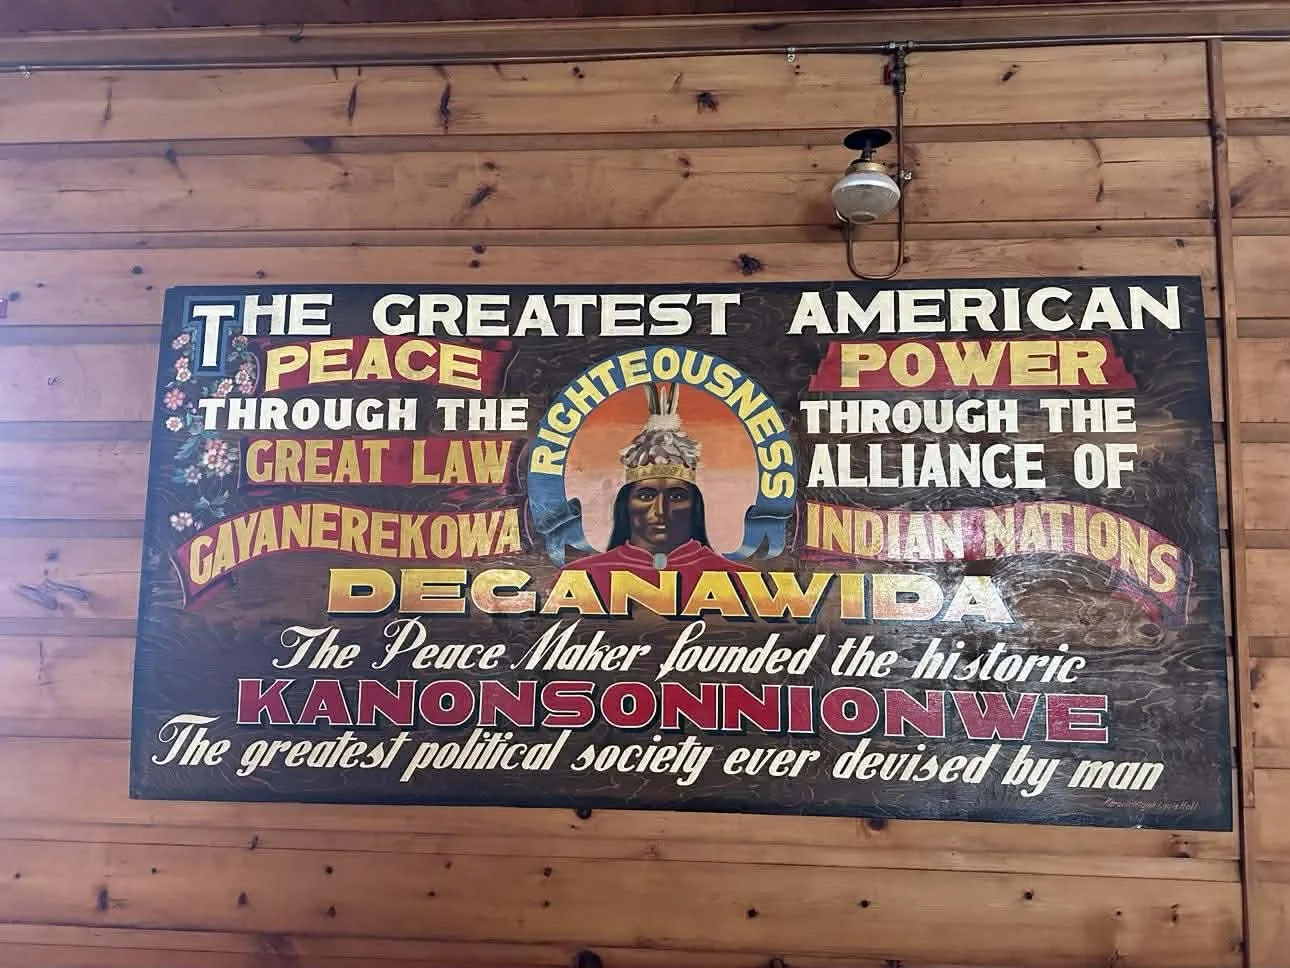 THE GREATEST AMERICAN
PEACE
THROUGH THE
GREAT LAW
GAYANEREKOWA
RIGHTEOUSNESS
POWER
THROUGH THE
ALLIANCE OF
INDIAN NATIONS
DEGANAWIDA
The Peace Maker founded the historic
KANONSONNIONWE
The greatest political society ever devised by man